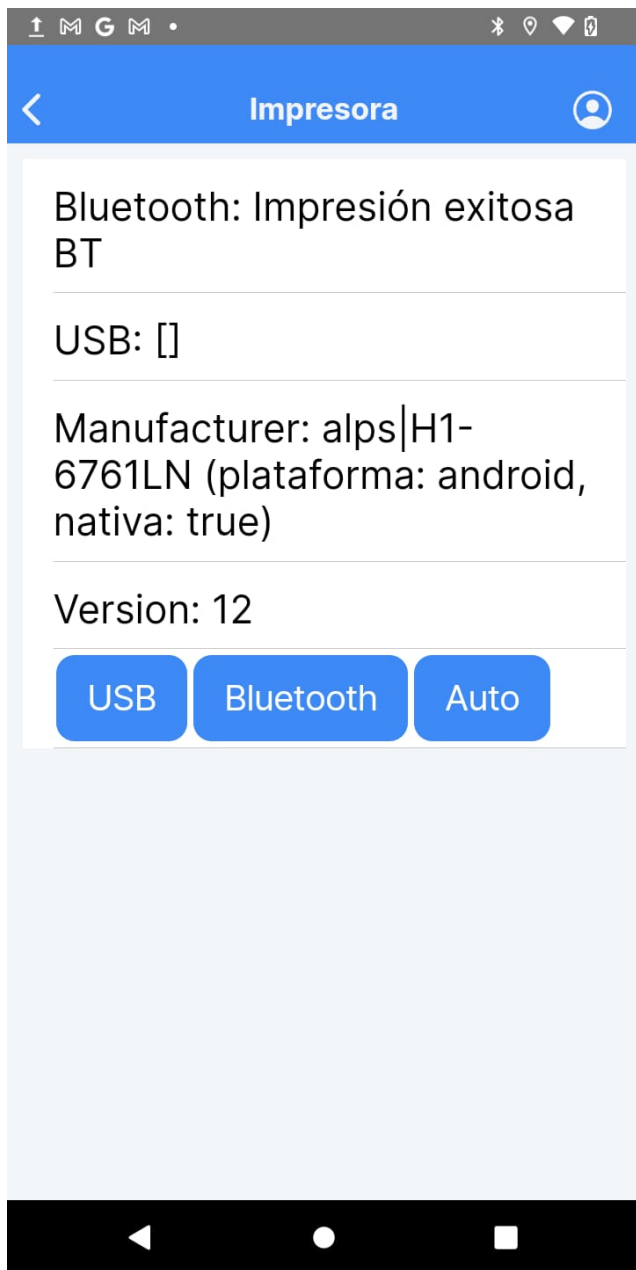 Impresora
Bluetooth: Impresión exitosa
BT
USB: []
Manufacturer: alps|H1-
6761LN (plataforma: android,
nativa: true)
Version: 12
USB Bluetooth Auto